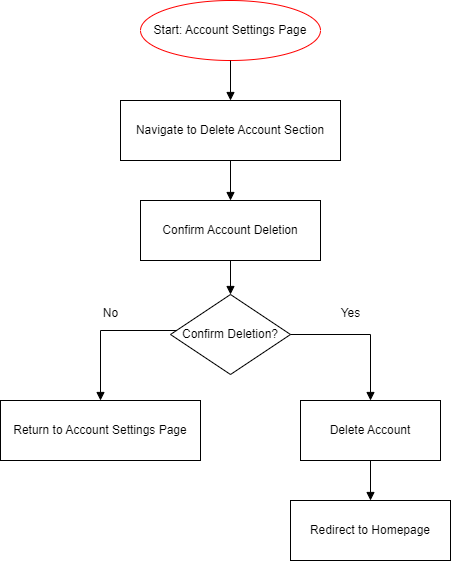 Start: Account Settings Page
Navigate to Delete Account Section
Confirm Account Deletion
No
Yes
Confirm Deletion?
Return to Account Settings Page
Delete Account
Redirect to Homepage